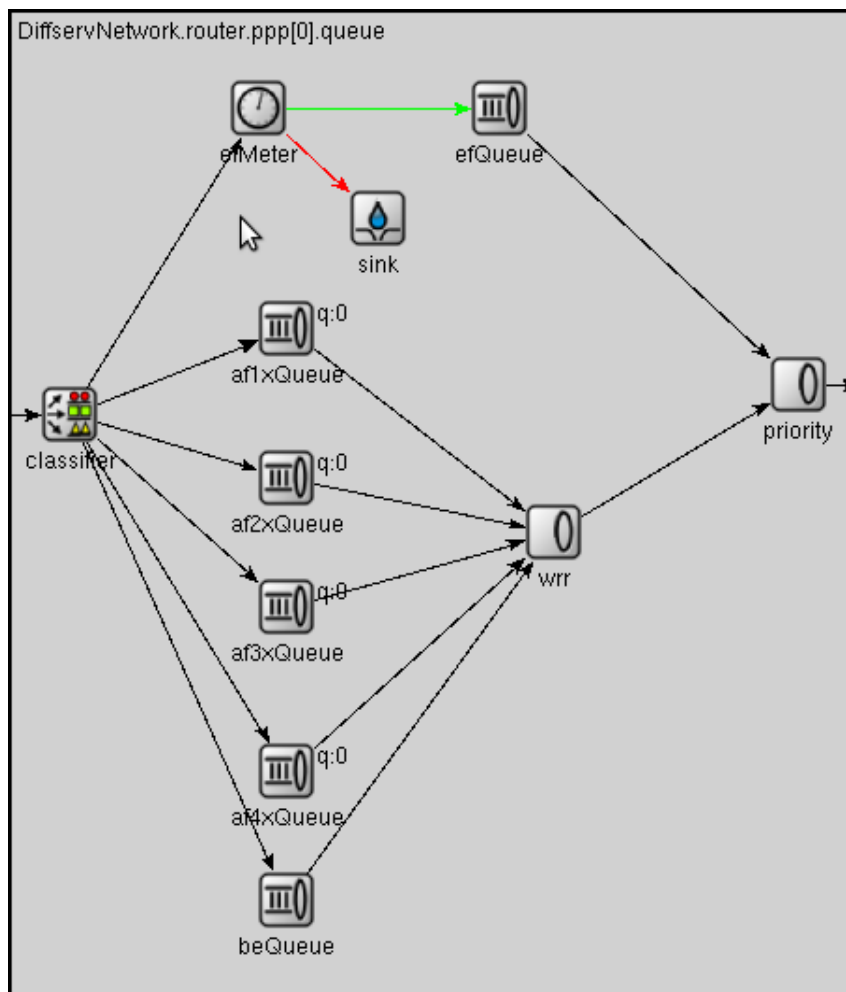 DiffservNetwork.router.ppp[0].queue
efMeter
efQueue
sink
q:0
af1xQueue
classifier
priority
q:0
af2xQueue
wrr
q:0
af3xQueue
q:0
af4xQueue
beQueue